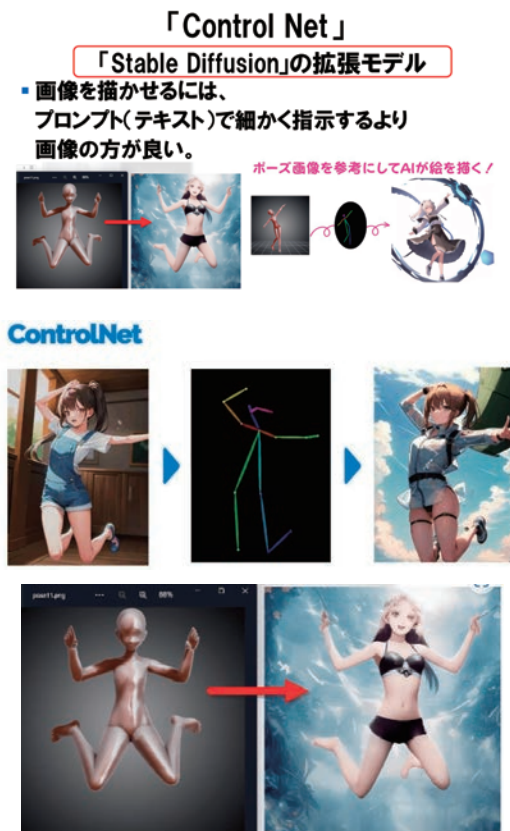 「Control Net」
「Stable Diffusion」の拡張モデル
▪ 画像を描かせるには、
プロンプト(テキスト)で細かく指示するより
画像の方が良い。
ポーズ画像を参考にしてAIが絵を描く!
ControlNet
88%